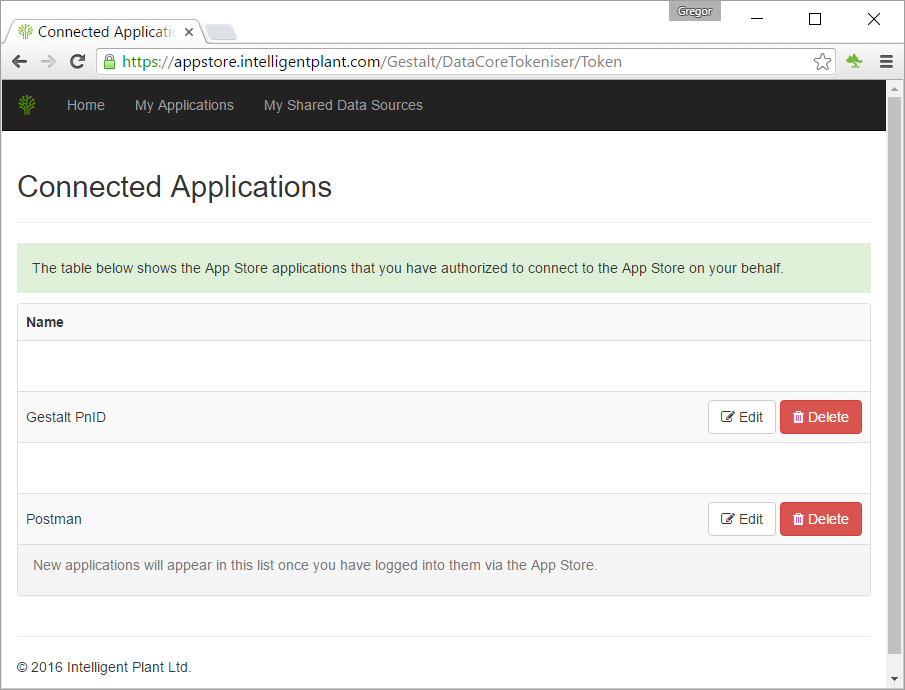 Gregor
Connected Applicatio
https://appstore.intelligentplant.com/Gestalt/DataCoreTokeniser/Token
Home My Applications My Shared Data Sources
Connected Applications
The table below shows the App Store applications that you have authorized to connect to the App Store on your behalf.
Name
Gestalt PnID Edit Delete
Postman Edit Delete
New applications will appear in this list once you have logged into them via the App Store.
© 2016 Intelligent Plant Ltd.